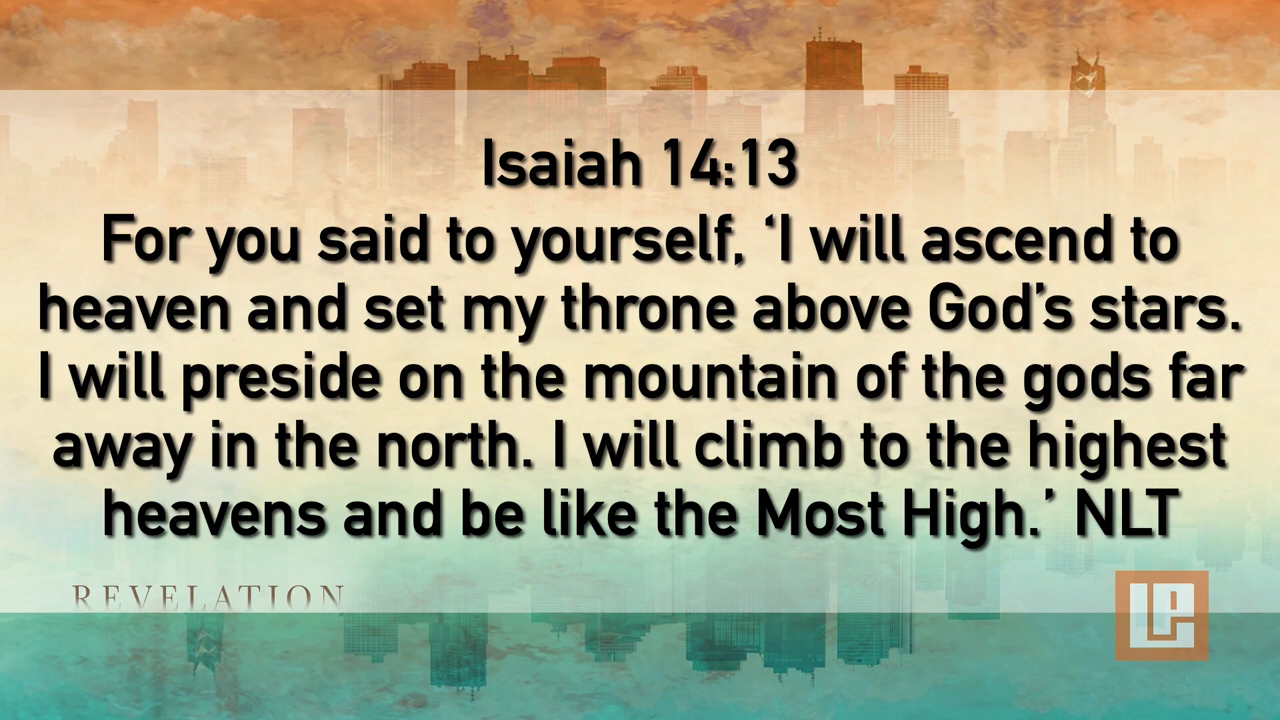 Isaiah 14:13
For you said to yourself, ‘I will ascend to
heaven and set my throne above God’s stars.
I will preside on the mountain of the gods far
away in the north. I will climb to the highest
heavens and be like the Most High.’ NLT
REVELATION
LP